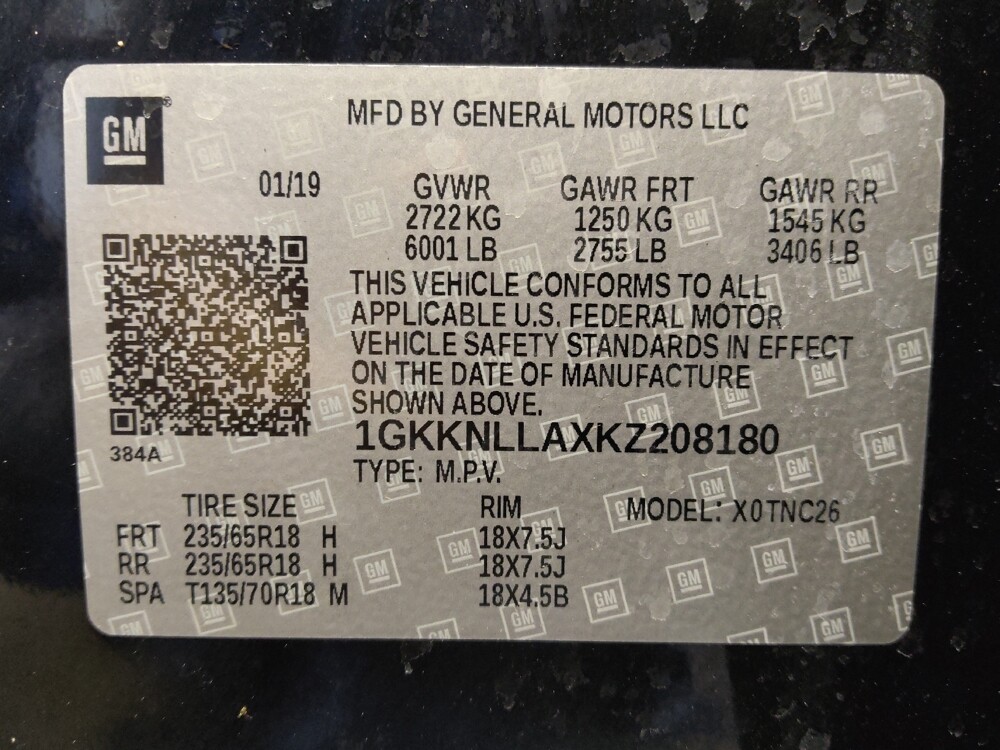 GM ®
MFD BY GENERAL MOTORS LLC
01/19 GVWR GAWR FRT GAWR RR
2722 KG 1250 KG 1545 KG
6001 LB 2755 LB 3406 LB
THIS VEHICLE CONFORMS TO ALL
APPLICABLE U.S. FEDERAL MOTOR
VEHICLE SAFETY STANDARDS IN EFFECT
ON THE DATE OF MANUFACTURE
SHOWN ABOVE.
384A
1GKKNLLAXKZ208180
TYPE: M.P.V.
TIRE SIZE RIM MODEL: X0TNC26
FRT 235/65R18 H 18X7.5J
RR 235/65R18 H 18X7.5J
SPA T135/70R18 M 18X4.5B